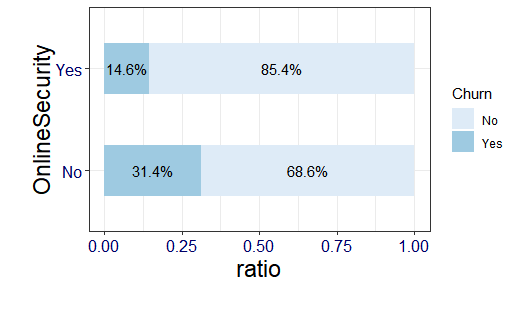 OnlineSecurity
Yes
14.6%
85.4%
No
31.4%
68.6%
0.00
0.25
0.50
0.75
1.00
ratio
Churn
No
Yes